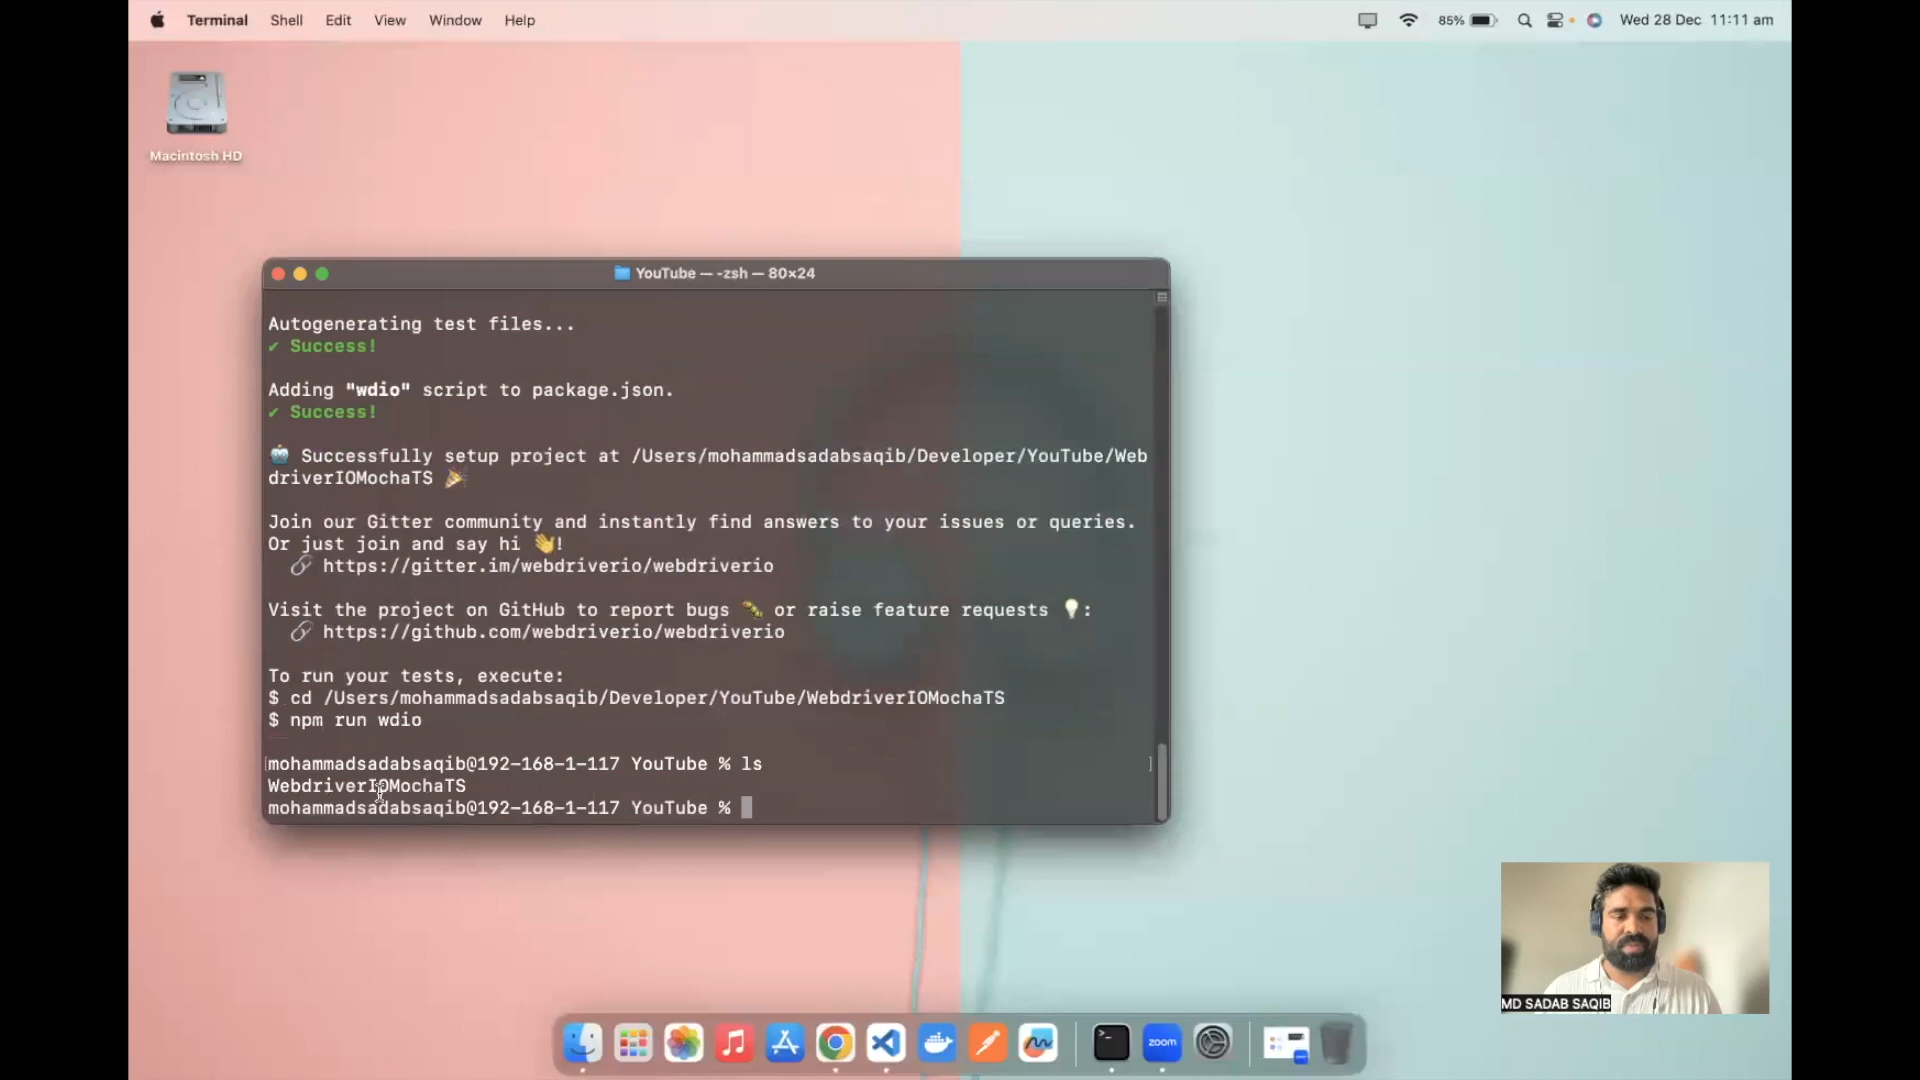 Terminal Shell Edit View Window Help 85% Wed 28 Dec 11:11 am
Macintosh HD
YouTube — -zsh — 80×24
Autogenerating test files...
✔ Success!
Adding "wdio" script to package.json.
✔ Success!
🤖 Successfully setup project at /Users/mohammadsadabsaqib/Developer/YouTube/Web
driverIOMochaTS 🎉
Join our Gitter community and instantly find answers to your issues or queries.
Or just join and say hi 👋!
🔗 https://gitter.im/webdriverio/webdriverio
Visit the project on GitHub to report bugs 🐛 or raise feature requests 💡:
🔗 https://github.com/webdriverio/webdriverio
To run your tests, execute:
$ cd /Users/mohammadsadabsaqib/Developer/YouTube/WebdriverIOMochaTS
$ npm run wdio
[mohammadsadabsaqib@192-168-1-117 YouTube % ls ]
WebdriverIOMochaTS
mohammadsadabsaqib@192-168-1-117 YouTube %
MD SADAB SAQIB
zoom